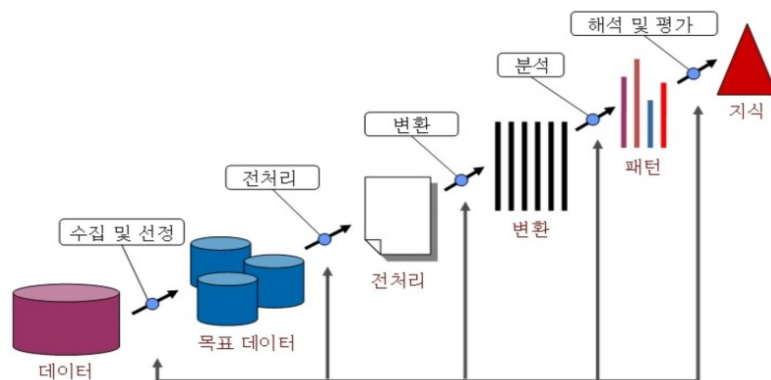 해석 및 평가
분석
지식
변환
패턴
전처리
변환
수집 및 선정
전처리
목표 데이터
데이터